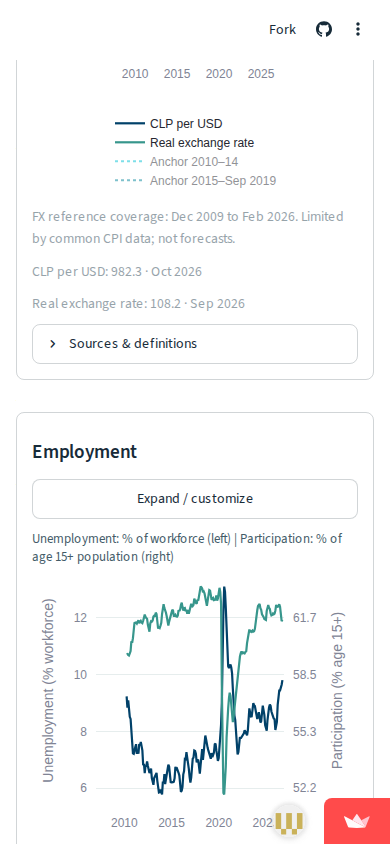 Fork
2010 2015 2020 2025
CLP per USD
Real exchange rate
Anchor 2010–14
Anchor 2015–Sep 2019
FX reference coverage: Dec 2009 to Feb 2026. Limited
by common CPI data; not forecasts.
CLP per USD: 982.3 · Oct 2026
Real exchange rate: 108.2 · Sep 2026
Sources & definitions
Employment
Expand / customize
Unemployment: % of workforce (left) | Participation: % of
age 15+ population (right)
Unemployment (% workforce)
12
10
8
6
61.7
58.5
55.3
52.2
Participation (% age 15+)
2010 2015 2020